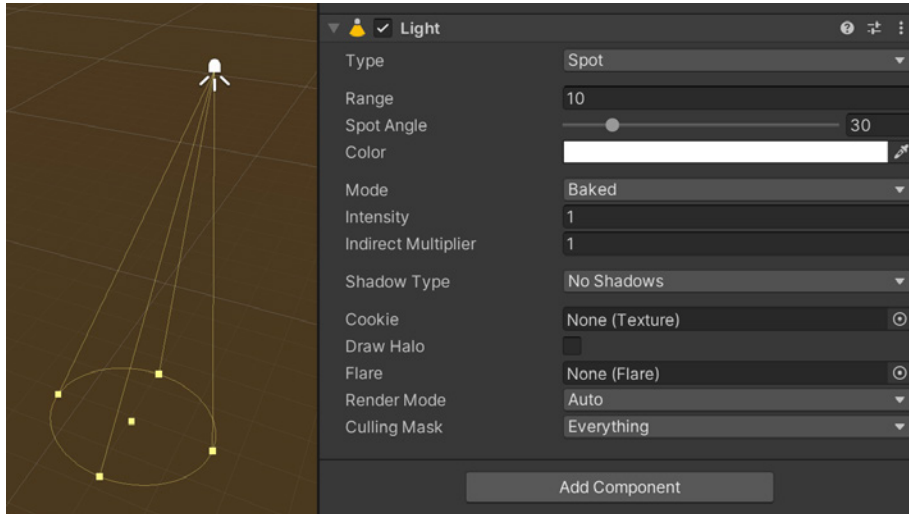 Light
Type Spot
Range 10
Spot Angle 30
Color
Mode Baked
Intensity 1
Indirect Multiplier 1
Shadow Type No Shadows
Cookie None (Texture)
Draw Halo
Flare None (Flare)
Render Mode Auto
Culling Mask Everything
Add Component